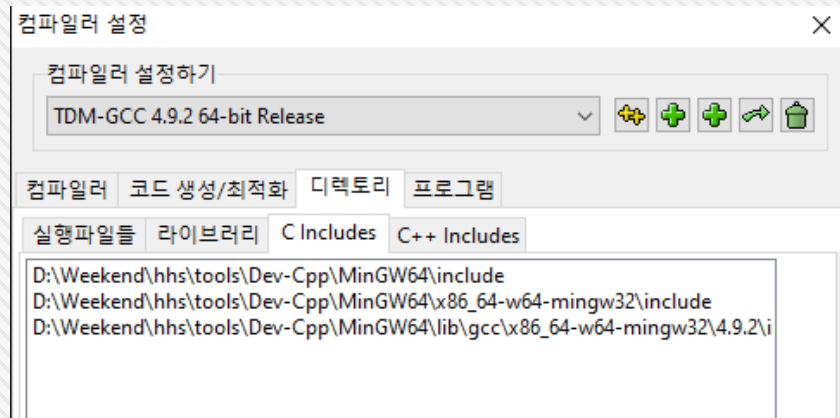 컴파일러 설정
컴파일러 설정하기
TDM-GCC 4.9.2 64-bit Release
컴파일러 코드 생성/최적화 디렉토리 프로그램
실행파일들 라이브러리 C Includes C++ Includes
D:\Weekend\hhs\tools\Dev-Cpp\MinGW64\include
D:\Weekend\hhs\tools\Dev-Cpp\MinGW64\x86_64-w64-mingw32\include
D:\Weekend\hhs\tools\Dev-Cpp\MinGW64\lib\gcc\x86_64-w64-mingw32\4.9.2\i